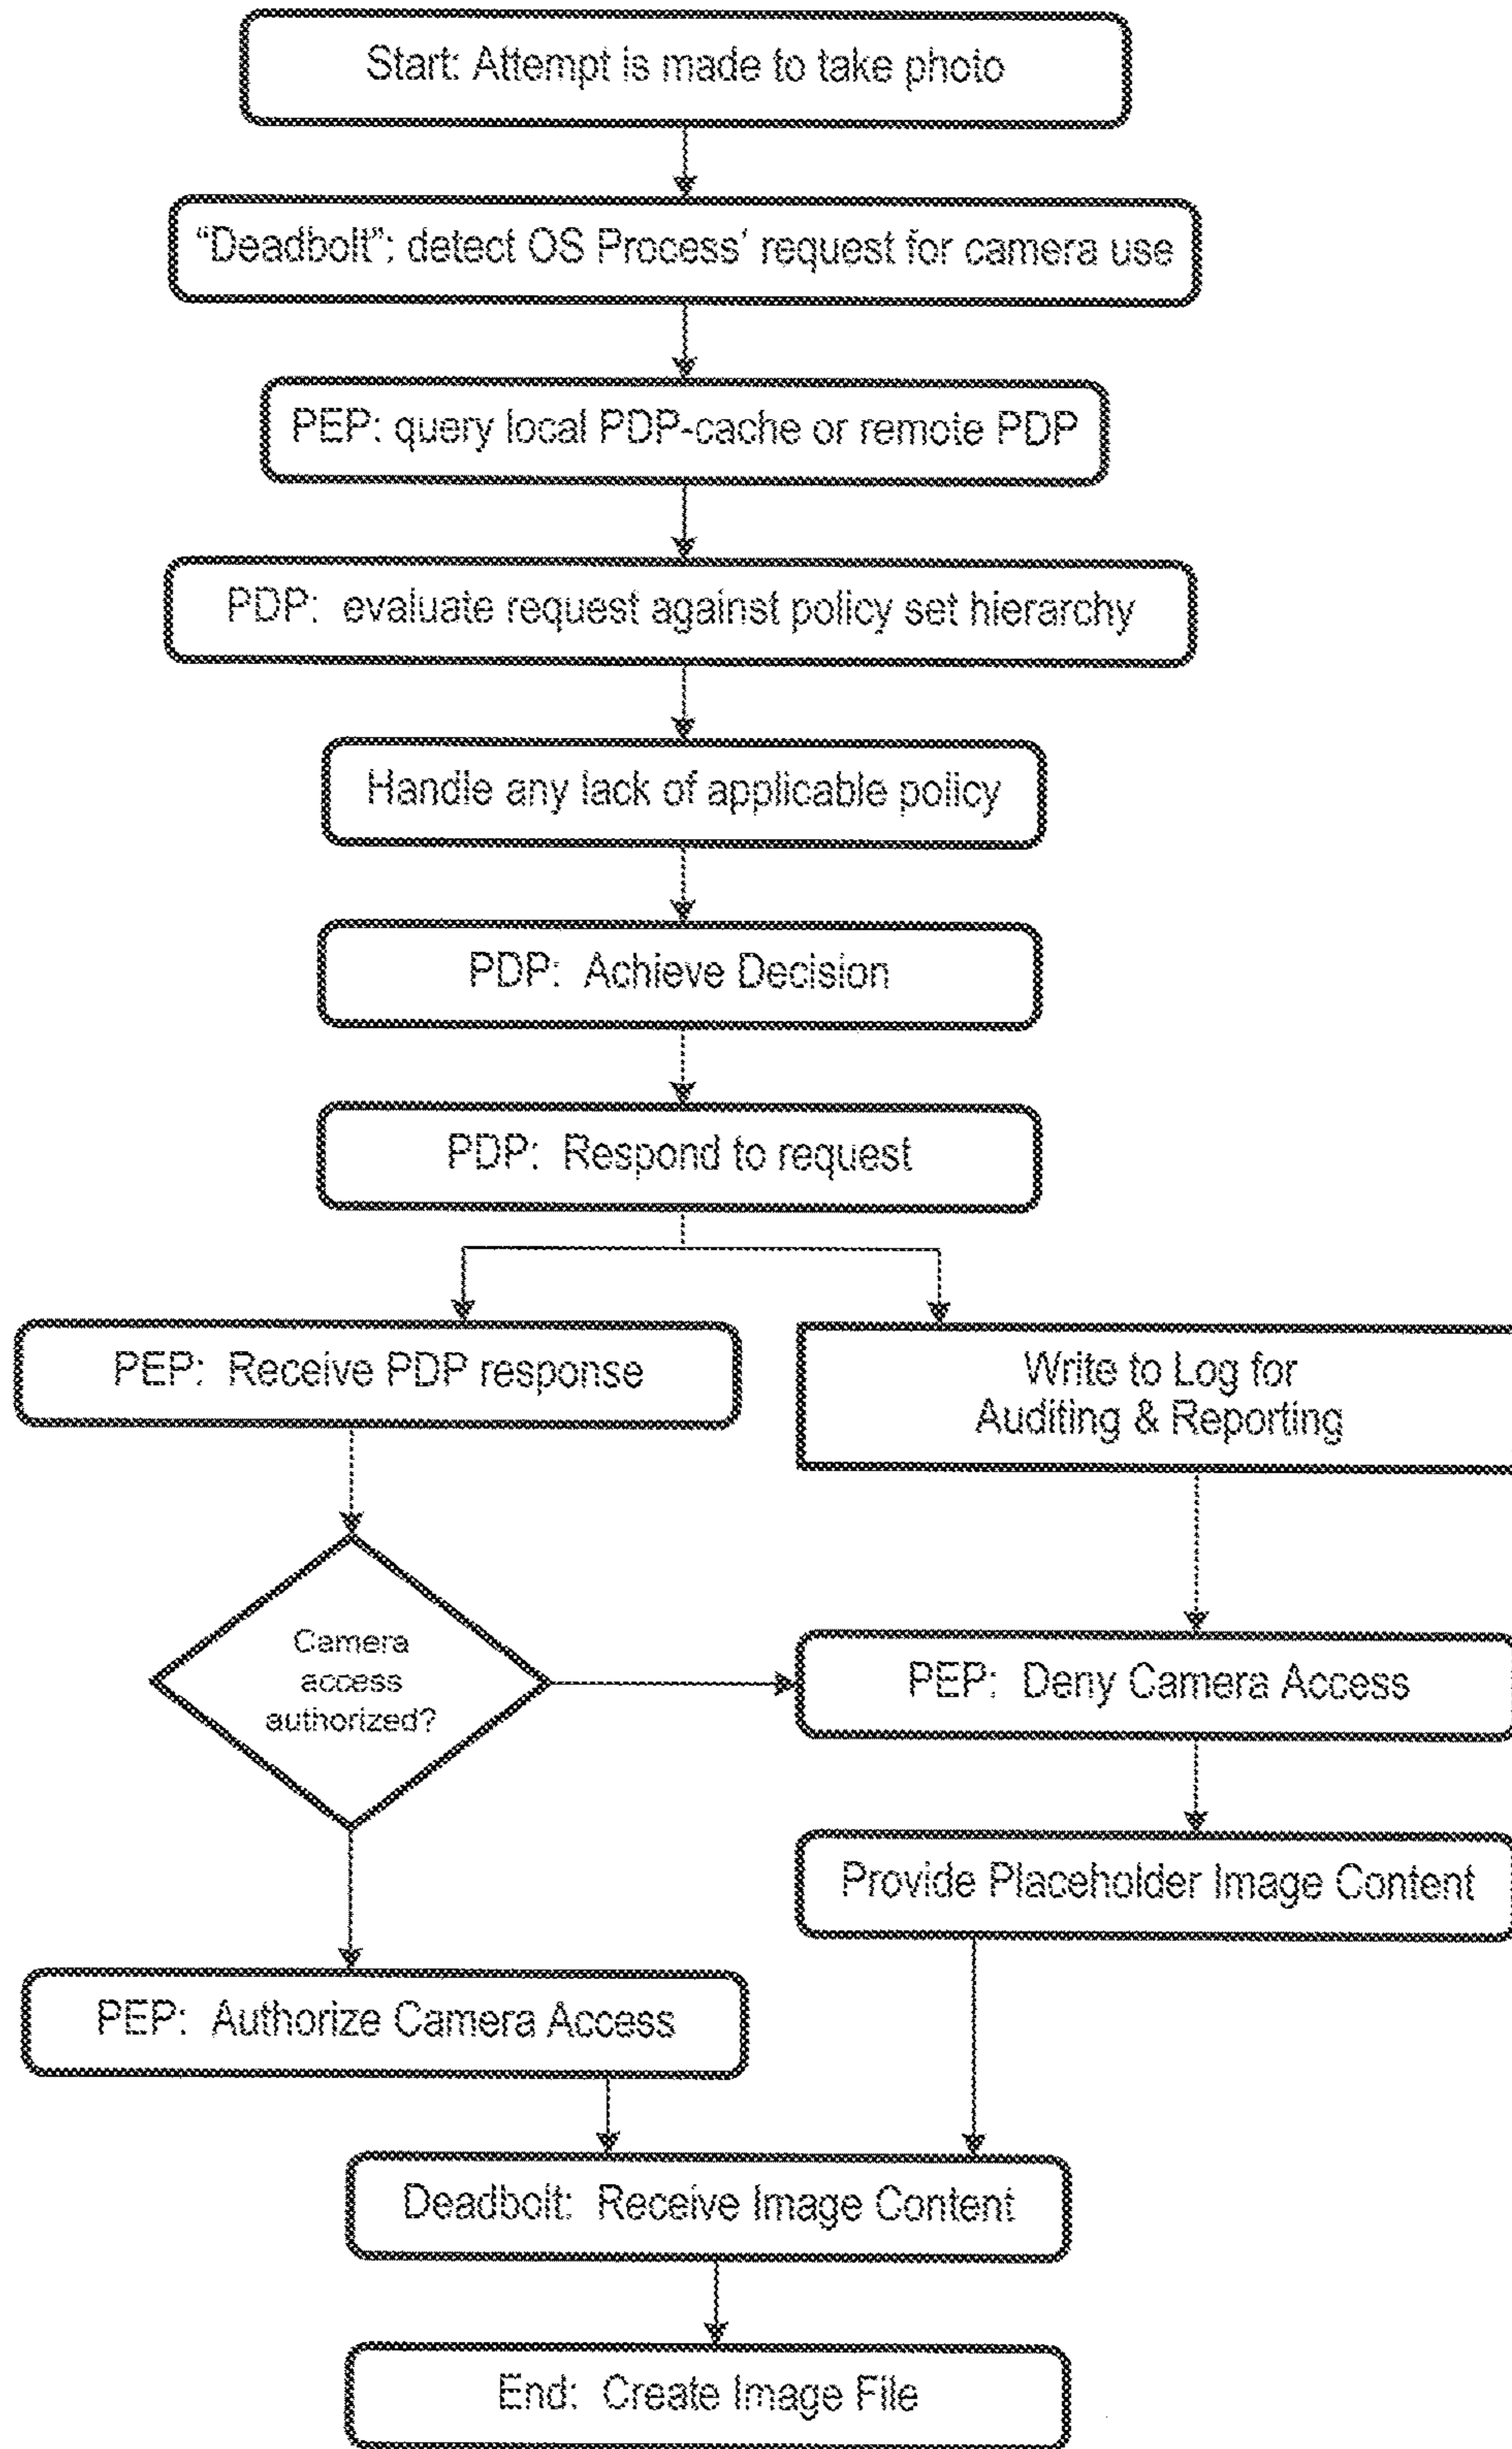 Start: Attempt is made to take photo
“Deadbolt”: detect OS Process’ request for camera use
PEP: query local PDP-cache or remote PDP
PDP: evaluate request against policy set hierarchy
Handle any lack of applicable policy
PDP: Achieve Decision
PDP: Respond to request
PEP: Receive PDP response
Write to Log for
Auditing & Reporting
Camera
access
authorized?
PEP: Deny Camera Access
Provide Placeholder Image Content
PEP: Authorize Camera Access
Deadbolt: Receive Image Content
End: Create Image File